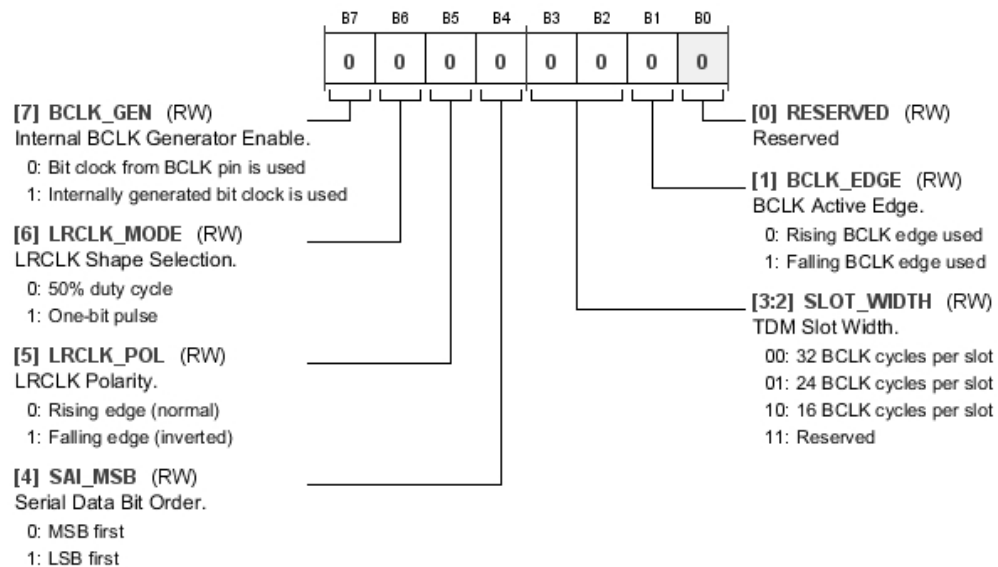 B7 B6 B5 B4 B3 B2 B1 B0
0 0 0 0 0 0 0 0
[7] BCLK_GEN (RW)
Internal BCLK Generator Enable.
0: Bit clock from BCLK pin is used
1: Internally generated bit clock is used
[6] LRCLK_MODE (RW)
LRCLK Shape Selection.
0: 50% duty cycle
1: One-bit pulse
[5] LRCLK_POL (RW)
LRCLK Polarity.
0: Rising edge (normal)
1: Falling edge (inverted)
[4] SAI_MSB (RW)
Serial Data Bit Order.
0: MSB first
1: LSB first
[0] RESERVED (RW)
Reserved
[1] BCLK_EDGE (RW)
BCLK Active Edge.
0: Rising BCLK edge used
1: Falling BCLK edge used
[3:2] SLOT_WIDTH (RW)
TDM Slot Width.
00: 32 BCLK cycles per slot
01: 24 BCLK cycles per slot
10: 16 BCLK cycles per slot
11: Reserved